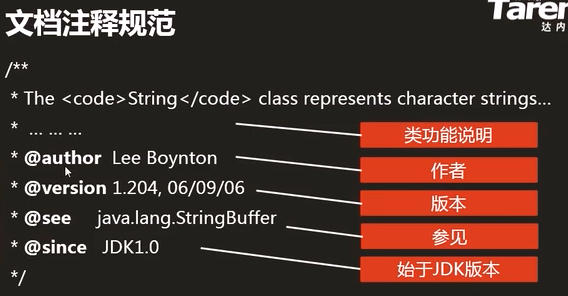 文档注释规范
Taren
达内
/**
* The <code>String</code> class represents character strings...
* ... ... ...
类功能说明
* @author Lee Boynton
作者
* @version 1.204, 06/09/06
版本
* @see java.lang.StringBuffer
参见
* @since JDK1.0
始于JDK版本
*/